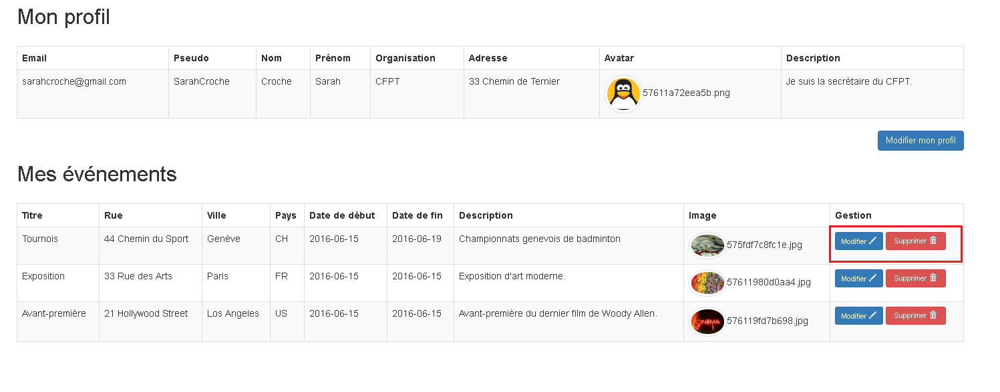 Mon profil
Email Pseudo Nom Prénom Organisation Adresse Avatar Description
sarahcroche@gmail.com SarahCroche Croche Sarah CFPT 33 Chemin de Ternier 57611a72eea5b.png Je suis la secrétaire du CFPT.
Modifier mon profil
Mes événements
Titre Rue Ville Pays Date de début Date de fin Description Image Gestion
Tournois 44 Chemin du Sport Genève CH 2016-06-15 2016-06-19 Championnats genevois de badminton 575fdf7c8fc1e.jpg Modifier Supprimer
Exposition 33 Rue des Arts Paris FR 2016-06-15 2016-06-15 Exposition d'art moderne. 57611980d0aa4.jpg Modifier Supprimer
Avant-première 21 Hollywood Street Los Angeles US 2016-06-15 2016-06-15 Avant-première du dernier film de Woody Allen. CINEMA 576119fd7b698.jpg Modifier Supprimer